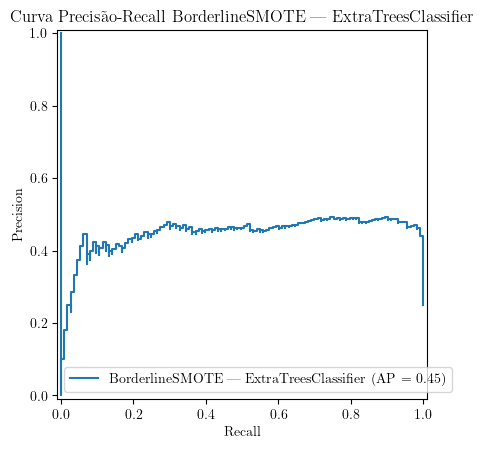 Curva Precisão-Recall BorderlineSMOTE — ExtraTreesClassifier
1.0
0.8
0.6
0.4
0.2
0.0
Precision
BorderlineSMOTE — ExtraTreesClassifier (AP = 0.45)
0.0 0.2 0.4 0.6 0.8 1.0
Recall